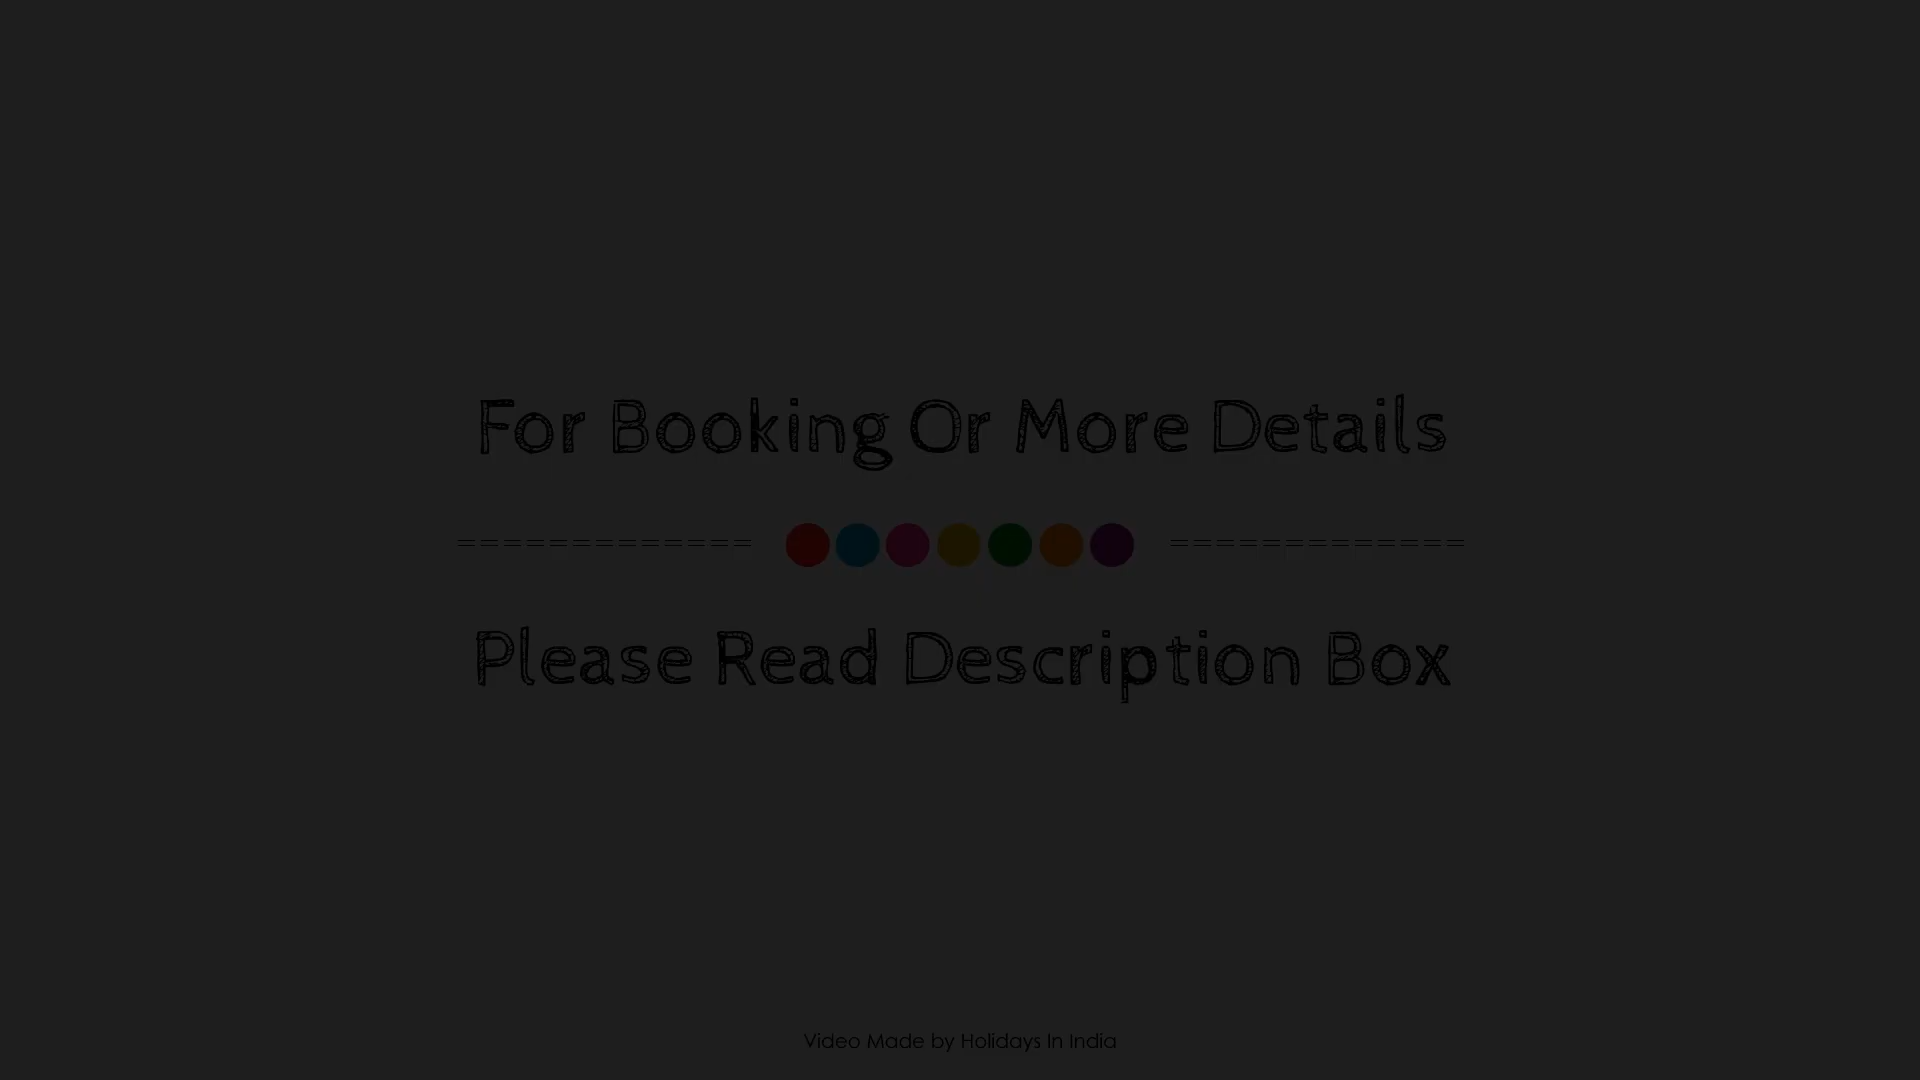 For Booking Or More Details
============= =============
Please Read Description Box
Video Made by Holidays In India